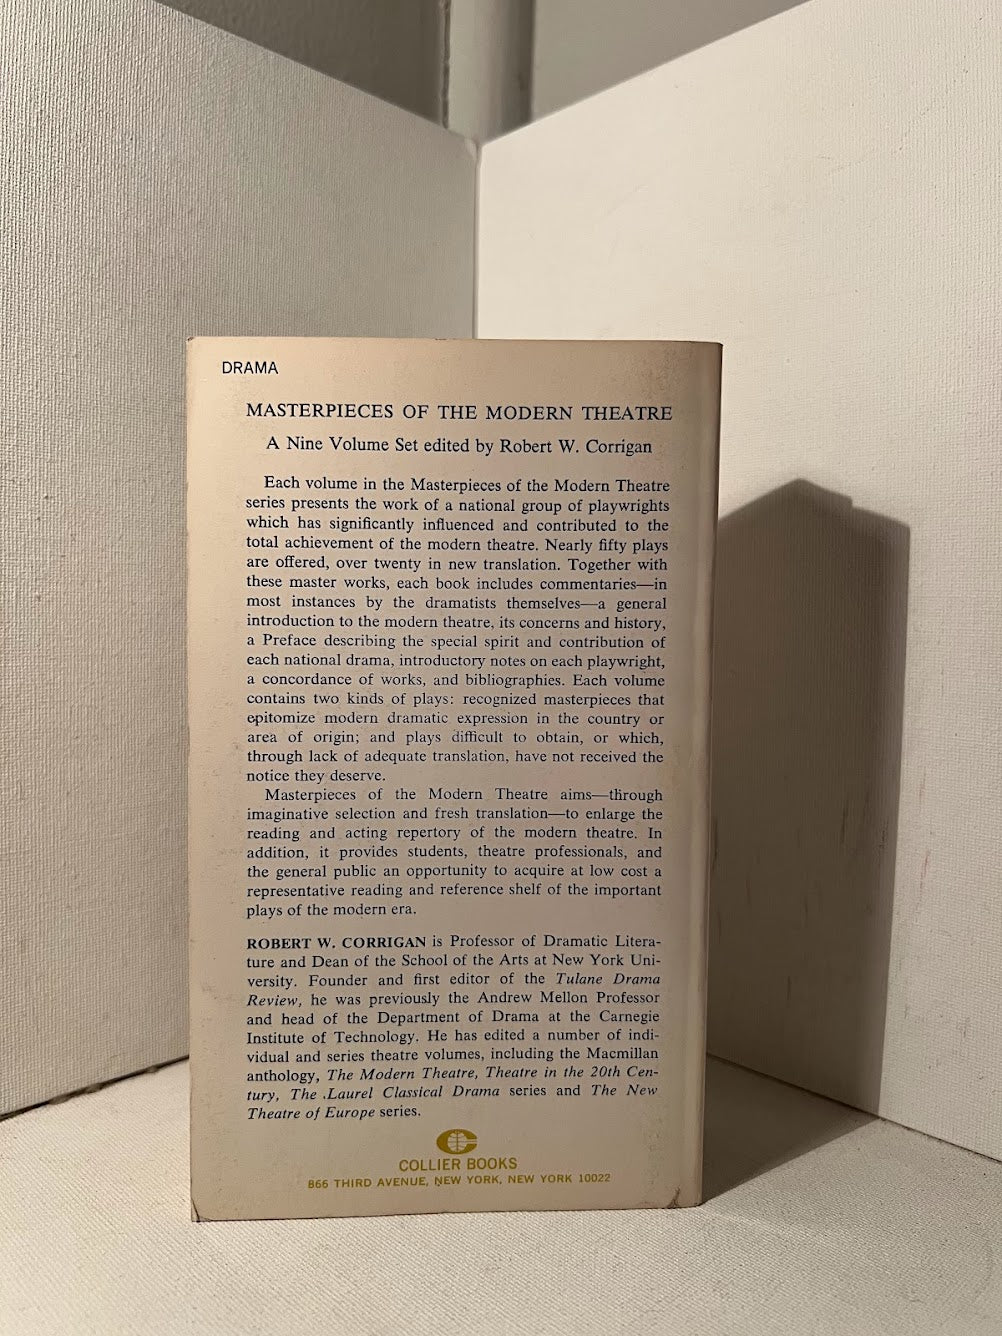 DRAMA
MASTERPIECES OF THE MODERN THEATRE
A Nine Volume Set edited by Robert W. Corrigan
Each volume in the Masterpieces of the Modern Theatre
series presents the work of a national group of playwrights
which has significantly influenced and contributed to the
total achievement of the modern theatre. Nearly fifty plays
are offered, over twenty in new translation. Together with
these master works, each book includes commentaries—in
most instances by the dramatists themselves—a general
introduction to the modern theatre, its concerns and history,
a Preface describing the special spirit and contribution of
each national drama, introductory notes on each playwright,
a concordance of works, and bibliographies. Each volume
contains two kinds of plays: recognized masterpieces that
epitomize modern dramatic expression in the country or
area of origin; and plays difficult to obtain, or which,
through lack of adequate translation, have not received the
notice they deserve.
Masterpieces of the Modern Theatre aims—through
imaginative selection and fresh translation—to enlarge the
reading and acting repertory of the modern theatre. In
addition, it provides students, theatre professionals, and
the general public an opportunity to acquire at low cost a
representative reading and reference shelf of the important
plays of the modern era.
ROBERT W. CORRIGAN is Professor of Dramatic Litera-
ture and Dean of the School of the Arts at New York Uni-
versity. Founder and first editor of the Tulane Drama
Review, he was previously the Andrew Mellon Professor
and head of the Department of Drama at the Carnegie
Institute of Technology. He has edited a number of indi-
vidual and series theatre volumes, including the Macmillan
anthology, The Modern Theatre, Theatre in the 20th Cen-
tury, The Laurel Classical Drama series and The New
Theatre of Europe series.
COLLIER BOOKS
866 THIRD AVENUE, NEW YORK, NEW YORK 10022